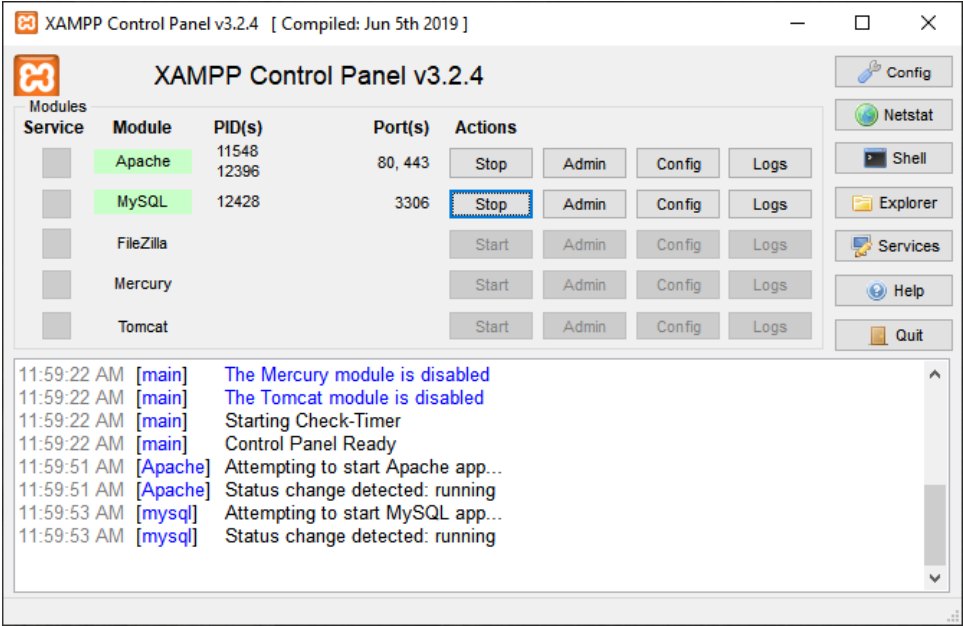 XAMPP Control Panel v3.2.4 [ Compiled: Jun 5th 2019 ]
XAMPP Control Panel v3.2.4
Config
Modules
Service Module PID(s) Port(s) Actions
Netstat
Apache 11548 12396 80, 443 Stop Admin Config Logs
Shell
MySQL 12428 3306 Stop Admin Config Logs
Explorer
FileZilla Start Admin Config Logs
Services
Mercury Start Admin Config Logs
Help
Tomcat Start Admin Config Logs
Quit
11:59:22 AM [main] The Mercury module is disabled
11:59:22 AM [main] The Tomcat module is disabled
11:59:22 AM [main] Starting Check-Timer
11:59:22 AM [main] Control Panel Ready
11:59:51 AM [Apache] Attempting to start Apache app...
11:59:51 AM [Apache] Status change detected: running
11:59:53 AM [mysql] Attempting to start MySQL app...
11:59:53 AM [mysql] Status change detected: running